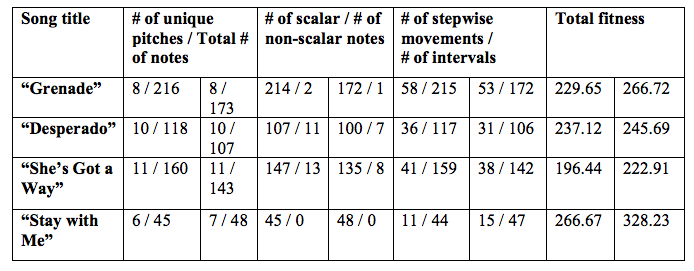 Song title # of unique # of scalar / # of # of stepwise Total fitness
pitches / Total # non-scalar notes movements /
of notes # of intervals
“Grenade” 8 / 216 8 / 214 / 2 172 / 1 58 / 215 53 / 172 229.65 266.72
173
“Desperado” 10 / 118 10 / 107 / 11 100 / 7 36 / 117 31 / 106 237.12 245.69
107
“She’s Got a 11 / 160 11 / 147 / 13 135 / 8 41 / 159 38 / 142 196.44 222.91
Way” 143
“Stay with 6 / 45 7 / 48 45 / 0 48 / 0 11 / 44 15 / 47 266.67 328.23
Me”